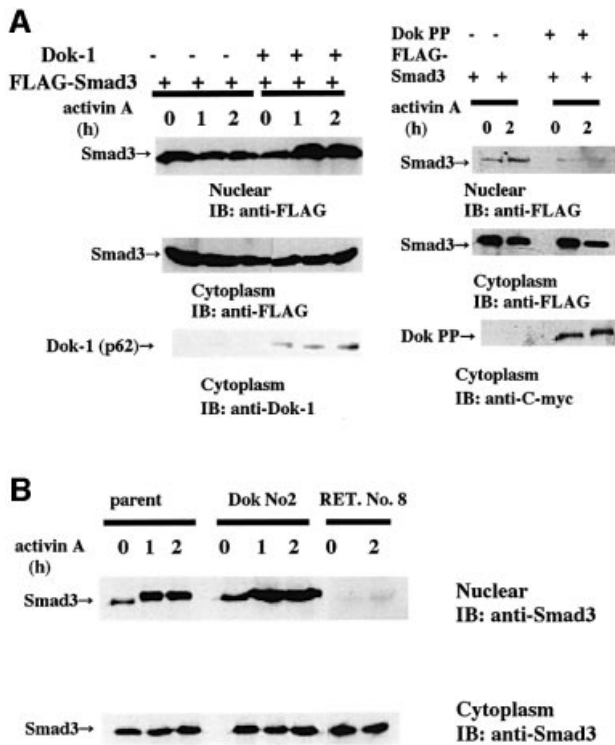 A
Dok-1 - - - + + +
FLAG-Smad3 + + + + + +
activin A
(h) 0 1 2 0 1 2
Smad3→
Nuclear
IB: anti-FLAG
Smad3→
Cytoplasm
IB: anti-FLAG
Dok-1 (p62)→
Cytoplasm
IB: anti-Dok-1
Dok PP - - + +
FLAG-
Smad3 + + + +
activin A
(h) 0 2 0 2
Smad3→
Nuclear
IB: anti-FLAG
Smad3→
Cytoplasm
IB: anti-FLAG
Dok PP→
Cytoplasm
IB: anti-C-myc
B
parent Dok No2 RET. No. 8
activin A 0 1 2 0 1 2 0 2
(h)
Smad3→
Nuclear
IB: anti-Smad3
Smad3→
Cytoplasm
IB: anti-Smad3